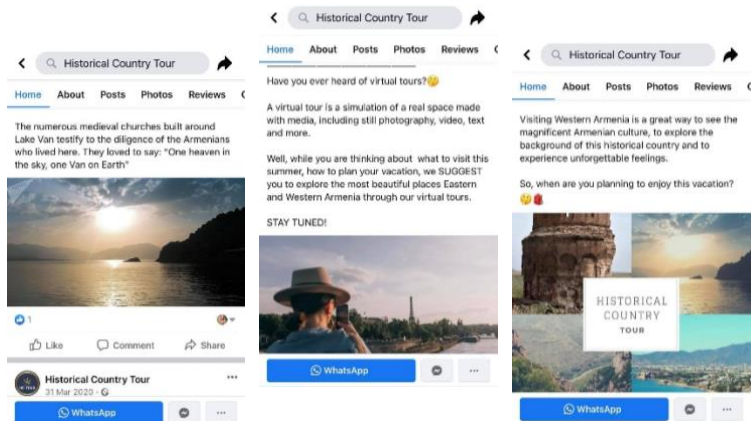 Historical Country Tour
Home About Posts Photos Reviews
The numerous medieval churches built around
Lake Van testify to the diligence of the Armenians
who lived here. They loved to say: "One heaven in
the sky, one Van on Earth"
1
Like Comment Share
Historical Country Tour
31 Mar 2020
WhatsApp
Historical Country Tour
Home About Posts Photos Reviews
Have you ever heard of virtual tours?🤔
A virtual tour is a simulation of a real space made
with media, including still photography, video, text
and more.
Well, while you are thinking about what to visit this
summer, how to plan your vacation, we SUGGEST
you to explore the most beautiful places Eastern
and Western Armenia through our virtual tours.
STAY TUNED!
WhatsApp
Historical Country Tour
Home About Posts Photos Reviews
Visiting Western Armenia is a great way to see the
magnificent Armenian culture, to explore the
background of this historical country and to
experience unforgettable feelings.
So, when are you planning to enjoy this vacation?
🤔🎒
HISTORICAL
COUNTRY
TOUR
WhatsApp